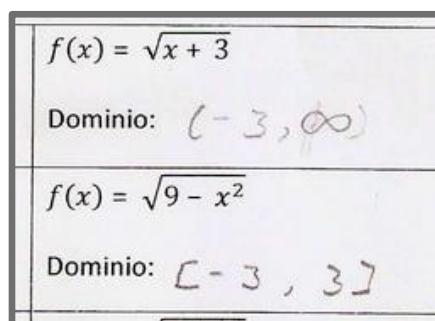 f(x) = √x + 3
Dominio: (-3, ∞)
f(x) = √9 − x²
Dominio: [-3, 3]